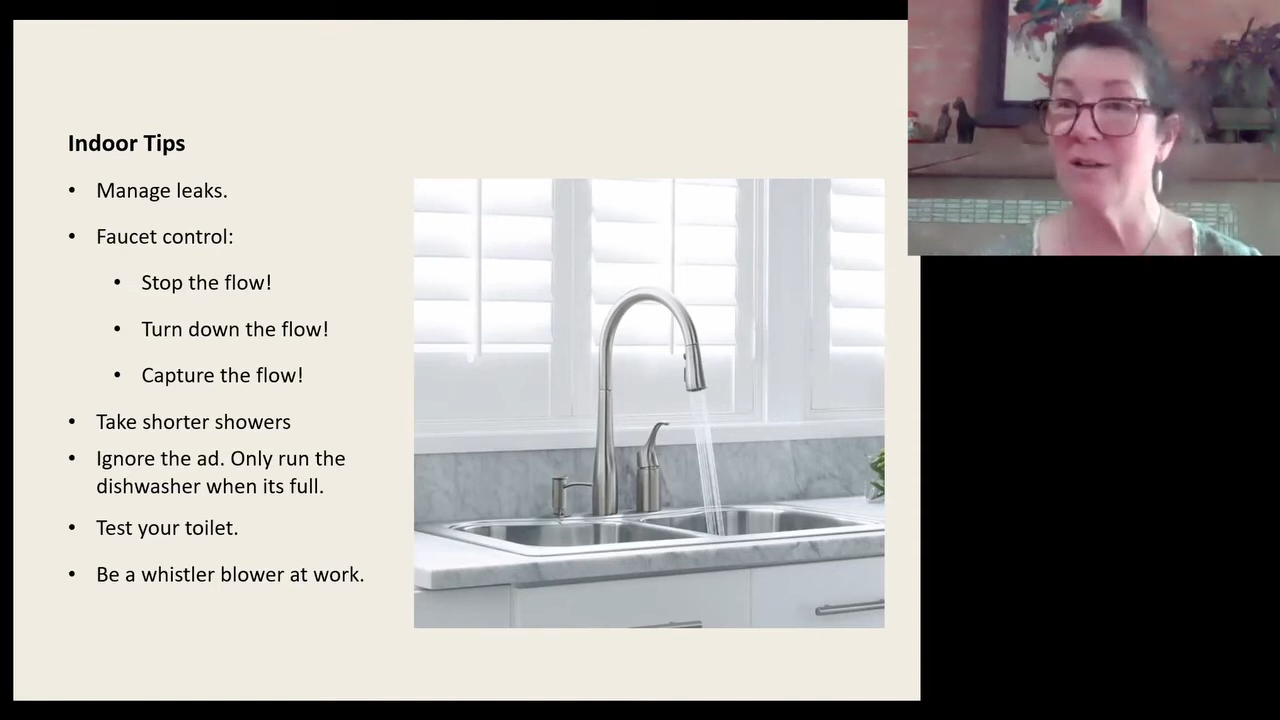 Indoor Tips
• Manage leaks.
• Faucet control:
• Stop the flow!
• Turn down the flow!
• Capture the flow!
• Take shorter showers
• Ignore the ad. Only run the
dishwasher when its full.
• Test your toilet.
• Be a whistler blower at work.